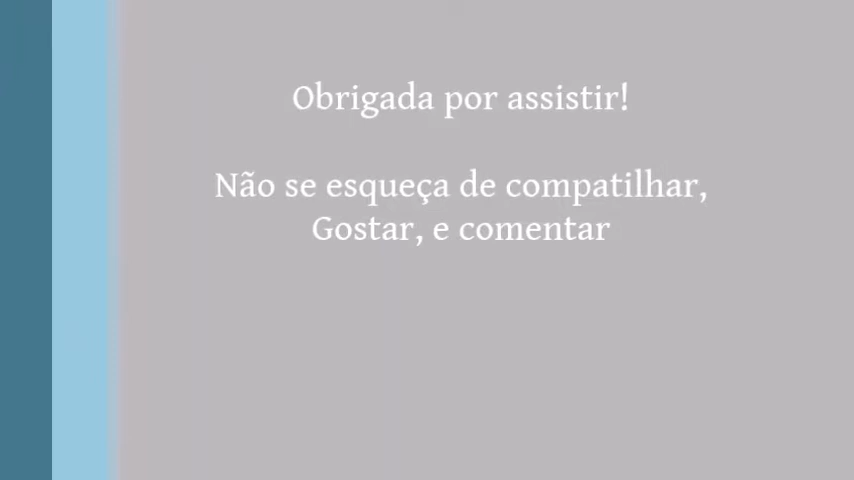 Obrigada por assistir!
Não se esqueça de compatilhar,
Gostar, e comentar